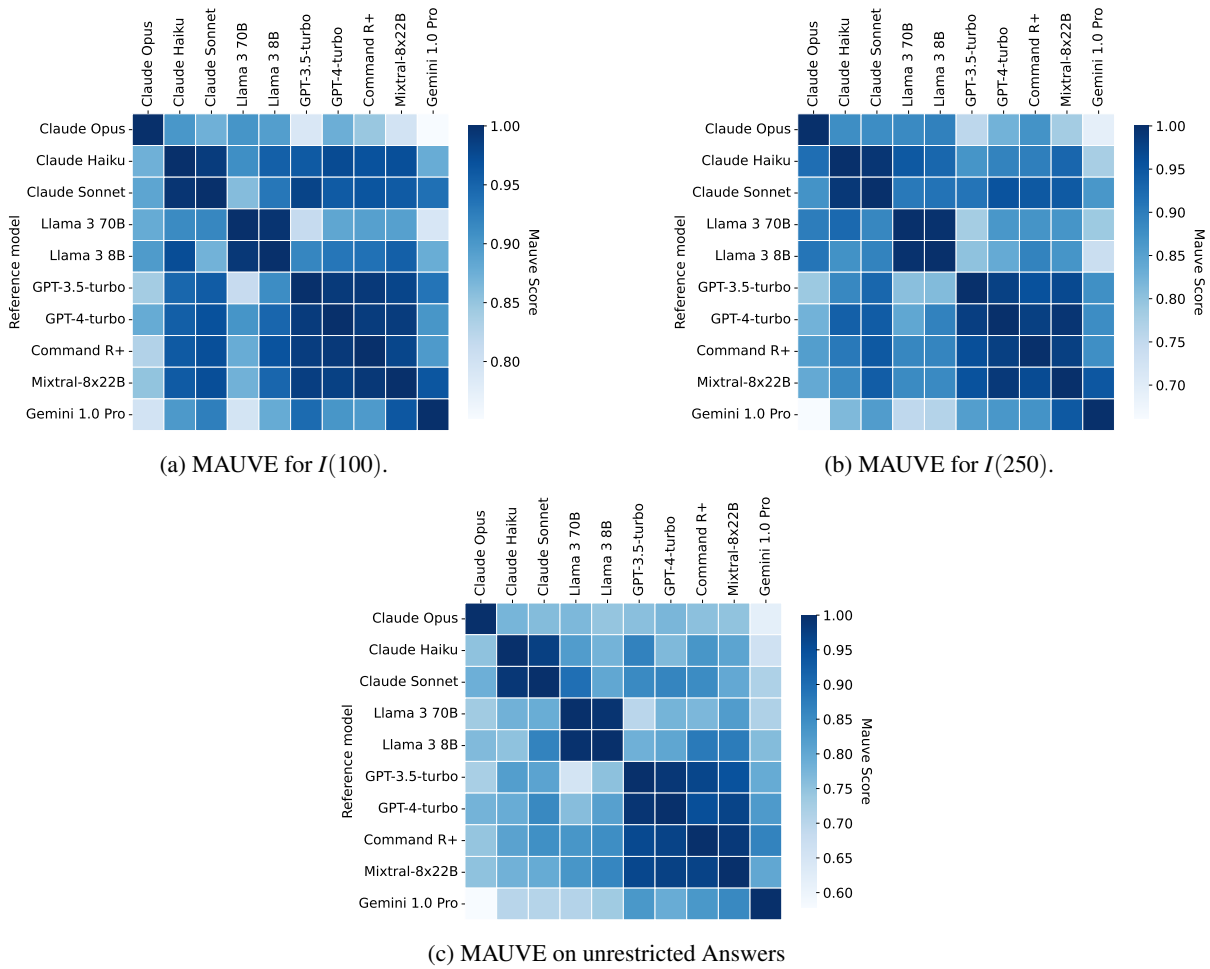 Claude Opus
Claude Haiku
Claude Sonnet
Llama 3 70B
Llama 3 8B
GPT-3.5-turbo
GPT-4-turbo
Command R+
Mixtral-8x22B
Gemini 1.0 Pro
Reference model
Claude Opus
Claude Haiku
Claude Sonnet
Llama 3 70B
Llama 3 8B
GPT-3.5-turbo
GPT-4-turbo
Command R+
Mixtral-8x22B
Gemini 1.0 Pro
1.00
0.95
0.90
0.85
0.80
Mauve Score
(a) MAUVE for I(100).
Claude Opus
Claude Haiku
Claude Sonnet
Llama 3 70B
Llama 3 8B
GPT-3.5-turbo
GPT-4-turbo
Command R+
Mixtral-8x22B
Gemini 1.0 Pro
Reference model
Claude Opus
Claude Haiku
Claude Sonnet
Llama 3 70B
Llama 3 8B
GPT-3.5-turbo
GPT-4-turbo
Command R+
Mixtral-8x22B
Gemini 1.0 Pro
1.00
0.95
0.90
0.85
0.80
0.75
0.70
Mauve Score
(b) MAUVE for I(250).
Claude Opus
Claude Haiku
Claude Sonnet
Llama 3 70B
Llama 3 8B
GPT-3.5-turbo
GPT-4-turbo
Command R+
Mixtral-8x22B
Gemini 1.0 Pro
Reference model
Claude Opus
Claude Haiku
Claude Sonnet
Llama 3 70B
Llama 3 8B
GPT-3.5-turbo
GPT-4-turbo
Command R+
Mixtral-8x22B
Gemini 1.0 Pro
1.00
0.95
0.90
0.85
0.80
0.75
0.70
0.65
0.60
Mauve Score
(c) MAUVE on unrestricted Answers